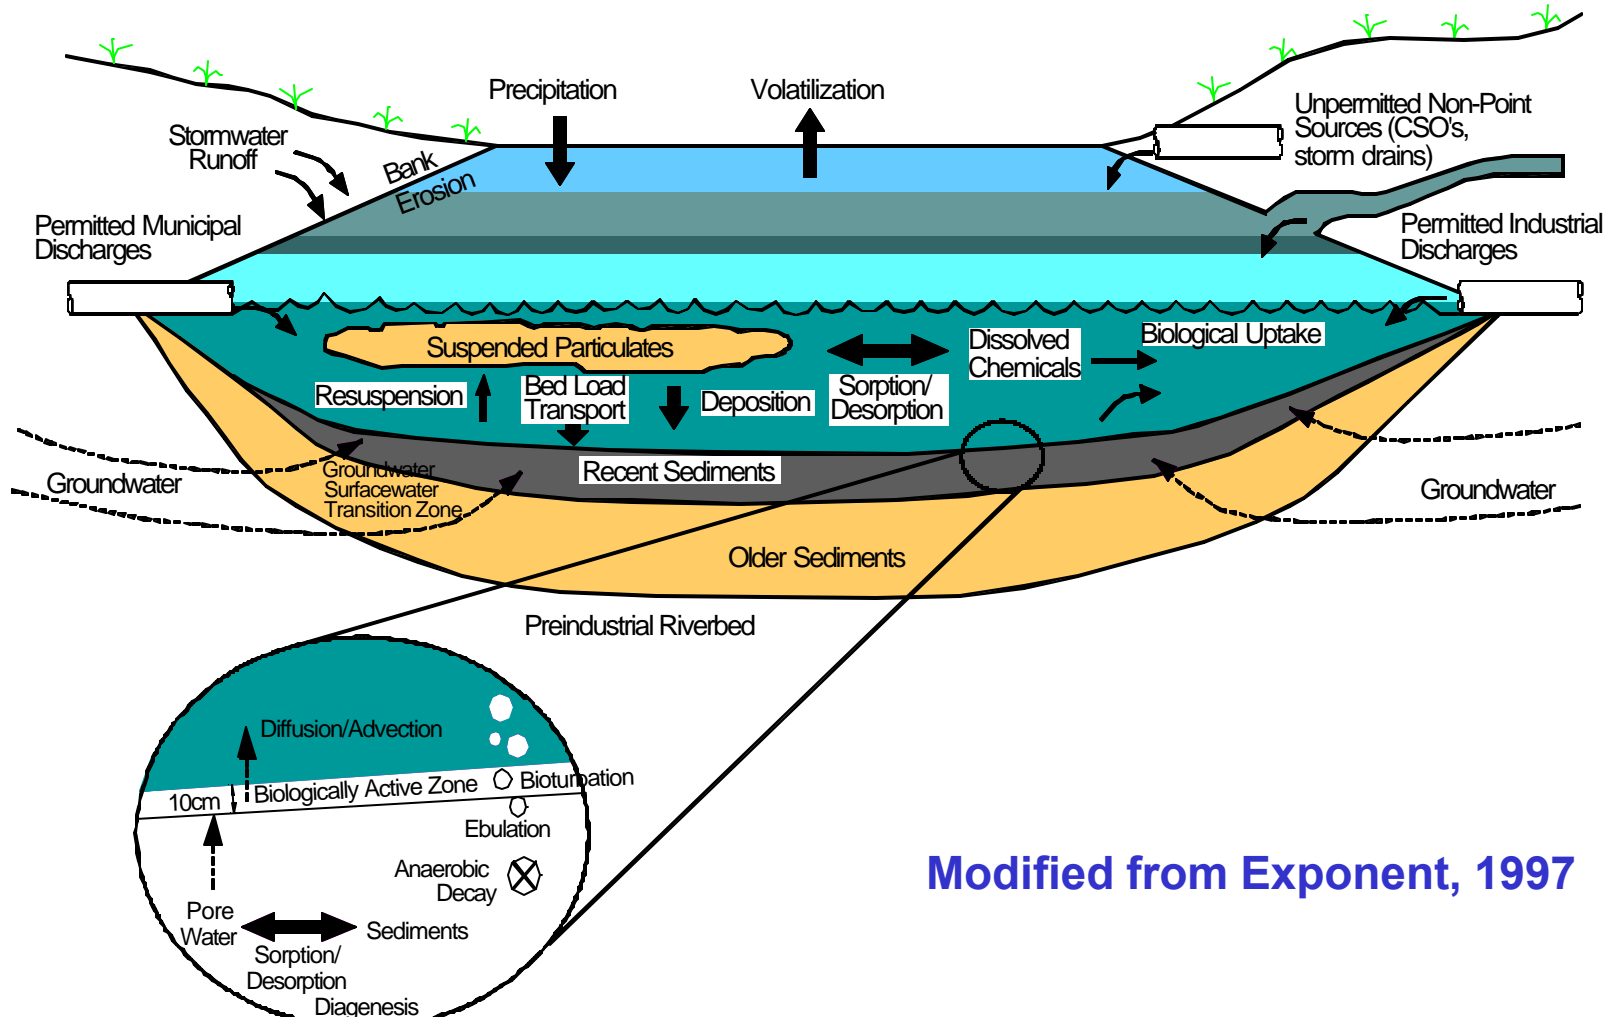 Precipitation
Volatilization
Unpermitted Non-Point
Sources (CSO's,
storm drains)
Stormwater
Runoff
Bank
Erosion
Permitted Municipal
Discharges
Permitted Industrial
Discharges
Suspended Particulates
Dissolved
Chemicals
Biological Uptake
Resuspension
Bed Load
Transport
Deposition
Sorption/
Desorption
Recent Sediments
Groundwater
Surfacewater
Transition Zone
Groundwater
Groundwater
Older Sediments
Preindustrial Riverbed
Diffusion/Advection
10cm
Biologically Active Zone
Bioturbation
Ebulation
Anaerobic
Decay
Pore
Water
Sediments
Sorption/
Desorption
Diagenesis
Modified from Exponent, 1997